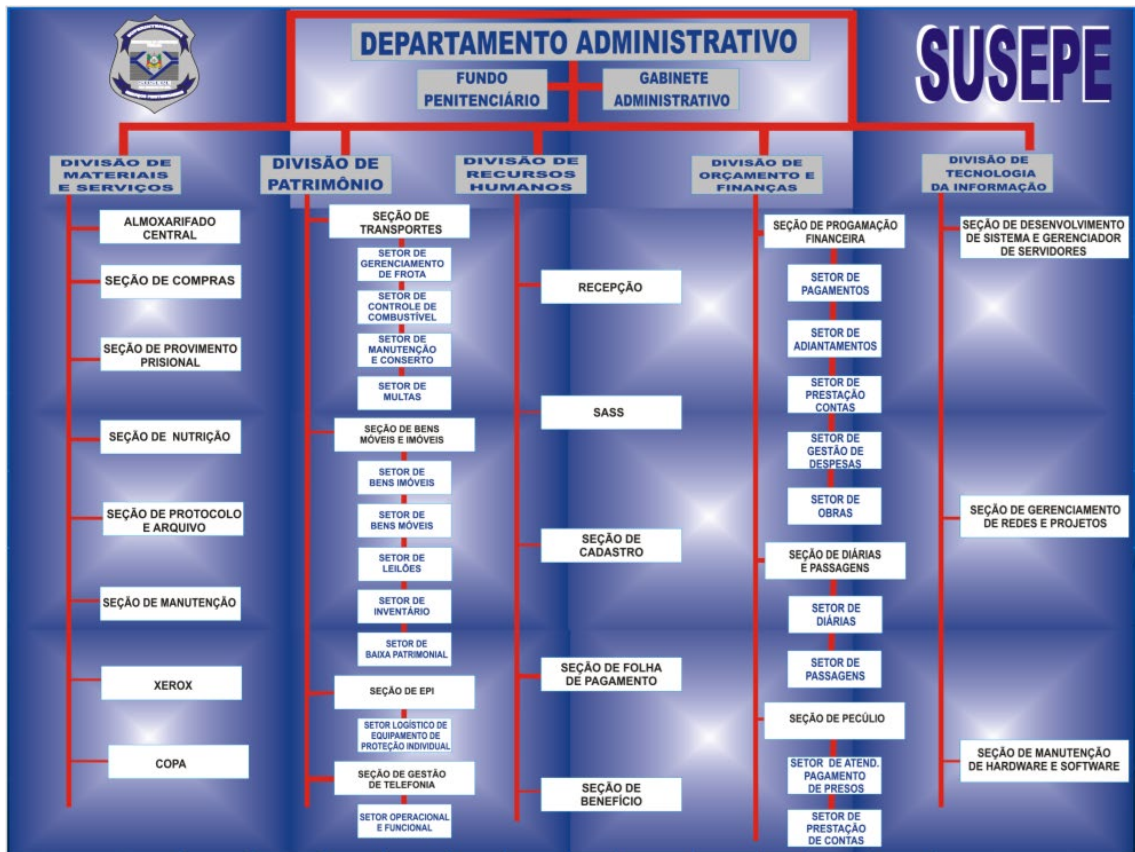 DEPARTAMENTO ADMINISTRATIVO
SUSEPE
FUNDO
PENITENCIÁRIO
GABINETE
ADMINISTRATIVO
DIVISÃO DE
MATERIAIS
E SERVIÇOS
ALMOXARIFADO
CENTRAL
SEÇÃO DE COMPRAS
SEÇÃO DE PROVIMENTO
PRISIONAL
SEÇÃO DE NUTRIÇÃO
SEÇÃO DE PROTOCOLO
E ARQUIVO
SEÇÃO DE MANUTENÇÃO
XEROX
COPA
DIVISÃO DE
PATRIMÔNIO
SEÇÃO DE
TRANSPORTES
SETOR DE
GERENCIAMENTO
DE FROTA
SETOR DE
CONTROLE DE
COMBUSTÍVEL
SETOR DE
MANUTENÇÃO
E CONSERTO
SETOR DE
MULTAS
SEÇÃO DE BENS
MÓVEIS E IMÓVEIS
SETOR DE
BENS IMÓVEIS
SETOR DE
BENS MÓVEIS
SETOR DE
LEILÕES
SETOR DE
INVENTÁRIO
SETOR DE
BAIXA PATRIMONIAL
SEÇÃO DE EPI
SETOR LOGÍSTICO DE
EQUIPAMENTO DE
PROTEÇÃO INDIVIDUAL
SEÇÃO DE GESTÃO
DE TELEFONIA
SETOR OPERACIONAL
E FUNCIONAL
DIVISÃO DE
RECURSOS
HUMANOS
RECEPÇÃO
SASS
SEÇÃO DE
CADASTRO
SEÇÃO DE FOLHA
DE PAGAMENTO
SEÇÃO DE
BENEFÍCIO
DIVISÃO DE
ORÇAMENTO E
FINANÇAS
SEÇÃO DE PROGAMAÇÃO
FINANCEIRA
SETOR DE
PAGAMENTOS
SETOR DE
ADIANTAMENTOS
SETOR DE
PRESTAÇÃO
CONTAS
SETOR DE
GESTÃO DE
DESPESAS
SETOR DE
OBRAS
SEÇÃO DE DIÁRIAS
E PASSAGENS
SETOR DE
DIÁRIAS
SETOR DE
PASSAGENS
SEÇÃO DE PECÚLIO
SETOR DE ATEND.
PAGAMENTO
DE PRESOS
SETOR DE
PRESTAÇÃO
DE CONTAS
DIVISÃO DE
TECNOLOGIA
DA INFORMAÇÃO
SEÇÃO DE DESENVOLVIMENTO
DE SISTEMA E GERENCIADOR
DE SERVIDORES
SEÇÃO DE GERENCIAMENTO
DE REDES E PROJETOS
SEÇÃO DE MANUTENÇÃO
DE HARDWARE E SOFTWARE